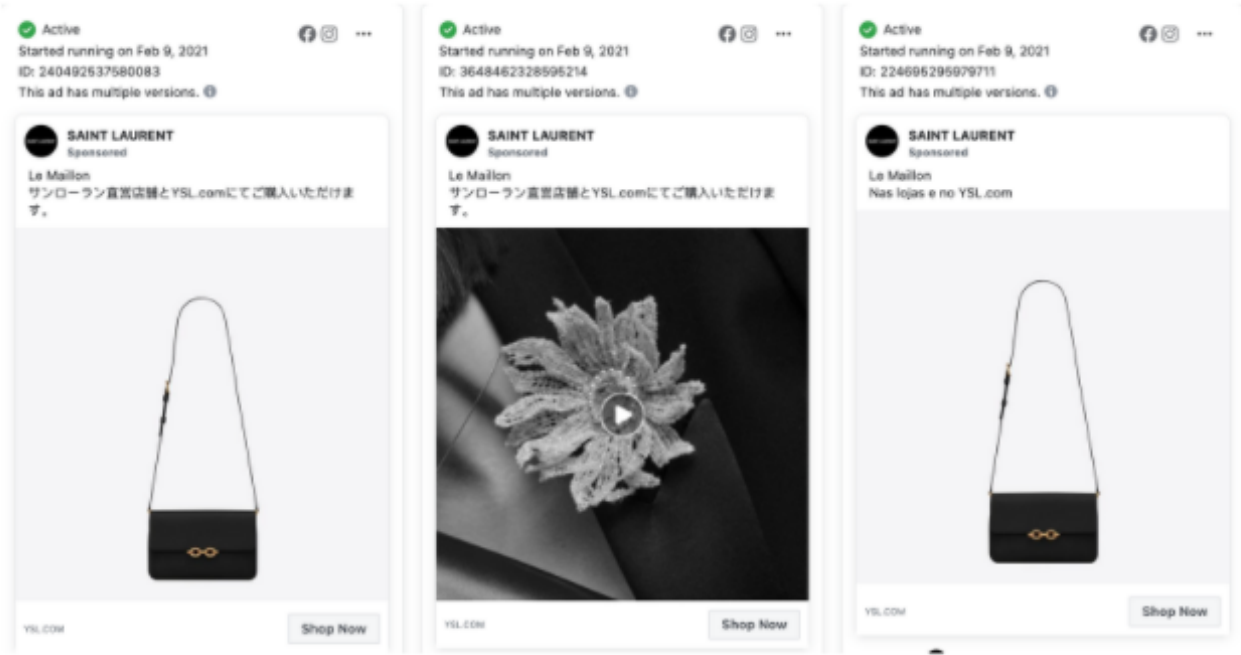 Active
Started running on Feb 9, 2021
ID: 240492537580083
This ad has multiple versions.
SAINT LAURENT
Sponsored
Le Maillon
サンローラン直営店舗とYSL.comにてご購入いただけま
す。
YSL.COM
Shop Now
Active
Started running on Feb 9, 2021
ID: 3648462328595214
This ad has multiple versions.
SAINT LAURENT
Sponsored
Le Maillon
サンローラン直営店舗とYSL.comにてご購入いただけま
す。
YSL.COM
Shop Now
Active
Started running on Feb 9, 2021
ID: 224695295979711
This ad has multiple versions.
SAINT LAURENT
Sponsored
Le Maillon
Nas lojas e no YSL.com
YSL.COM
Shop Now